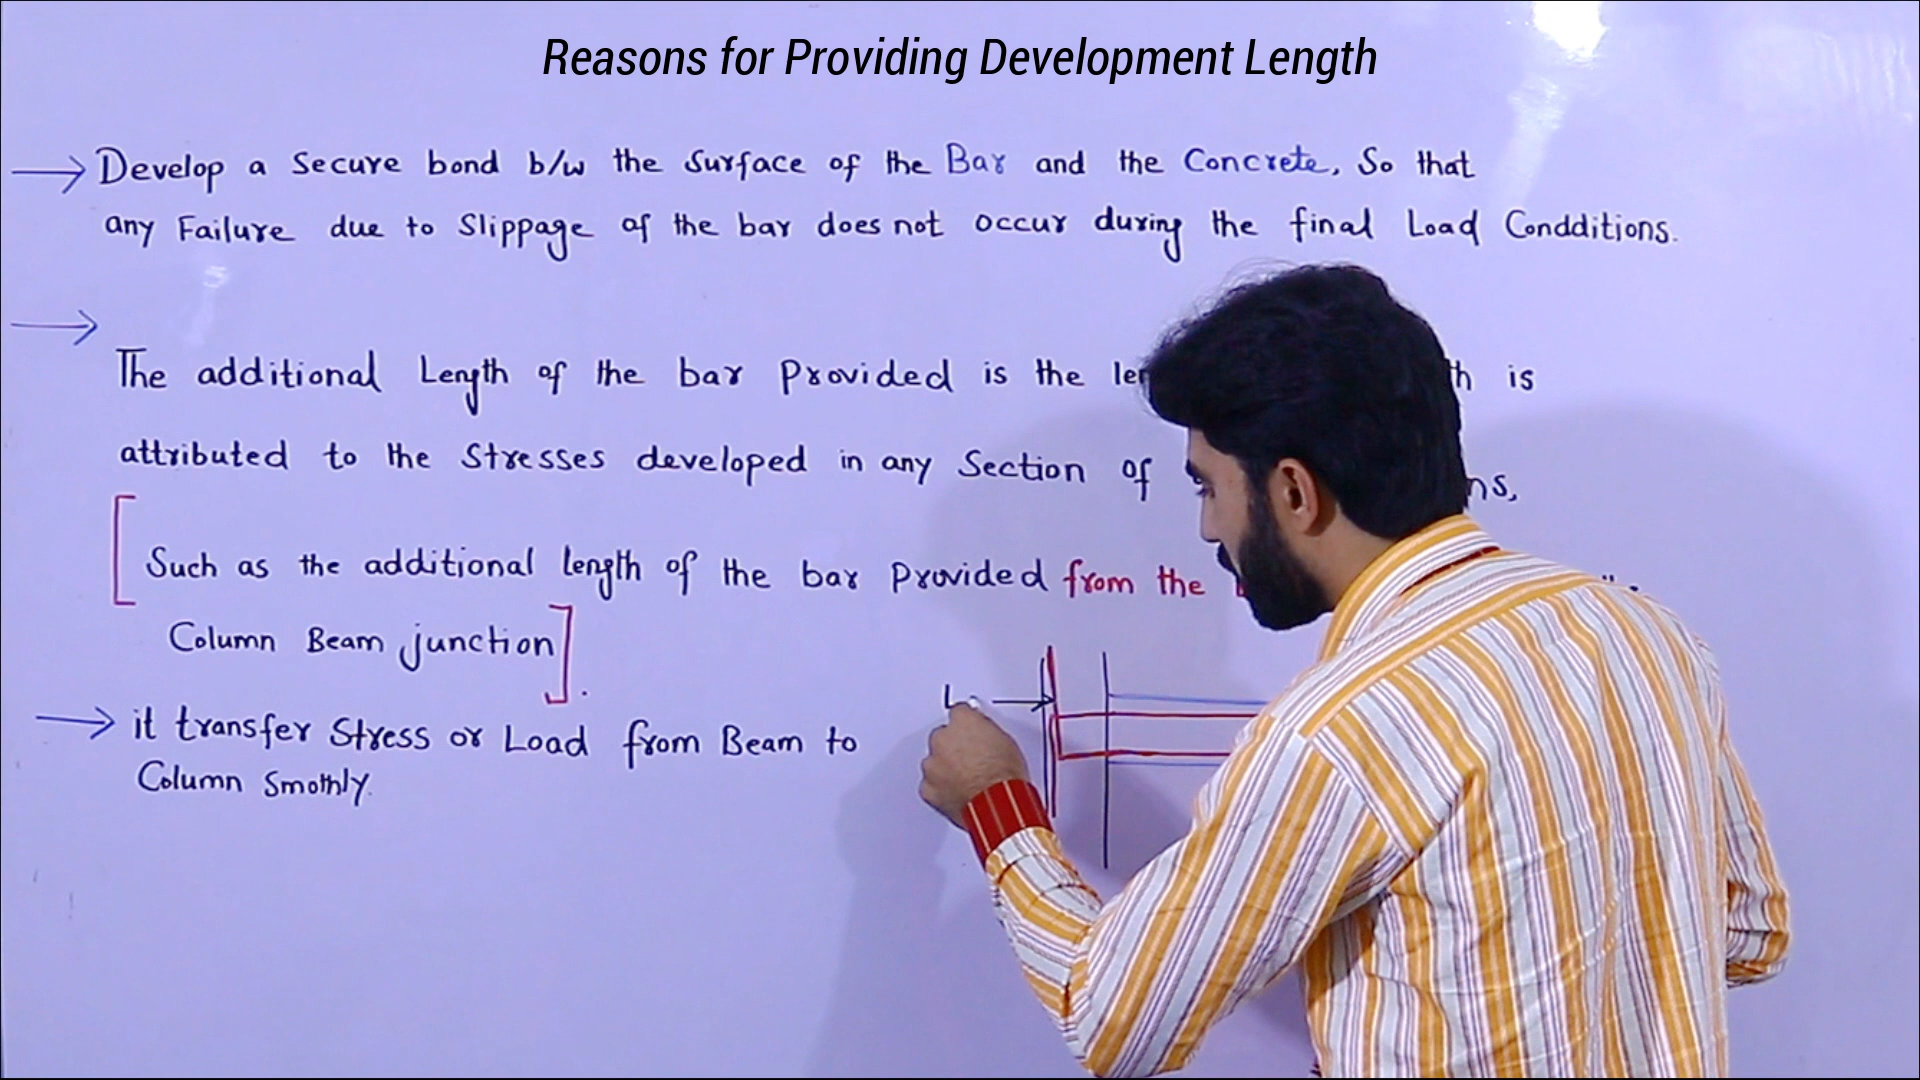 Reasons for Providing Development Length
Develop a Secure bond b/w the Surface of the Bar and the Concrete, So that
any Failure due to Slippage of the bar does not occur during the final Load Condditions.
The additional Length of the bar Provided is the is
attributed to the Stresses developed in any Section of
Such as the additional length of the bar Provided from the
Column Beam junction
it transfer Stress or Load from Beam to
Column Smothly.